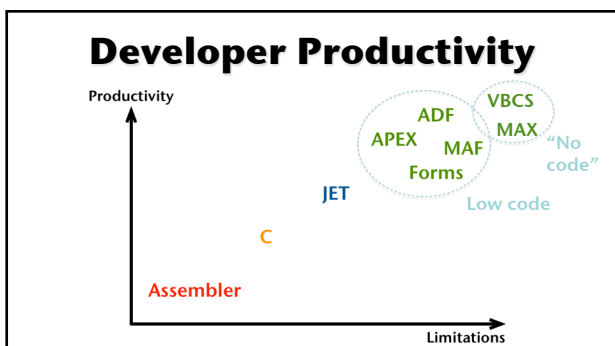 Developer Productivity
Productivity
VBCS
ADF
MAX
APEX
MAF
"No
code"
Forms
JET
Low code
C
Assembler
Limitations